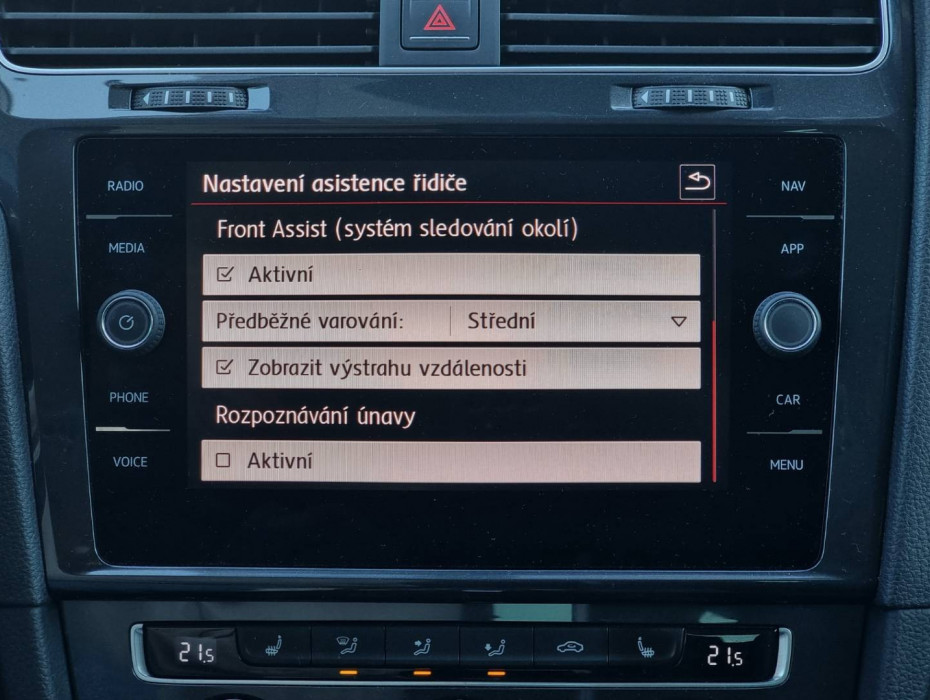 RADIO
MEDIA
PHONE
VOICE
Nastavení asistence řidiče
Front Assist (systém sledování okolí)
Aktivní
Předběžné varování: Střední
Zobrazit výstrahu vzdálenosti
Rozpoznávání únavy
Aktivní
NAV
APP
CAR
MENU
21.5
21.5